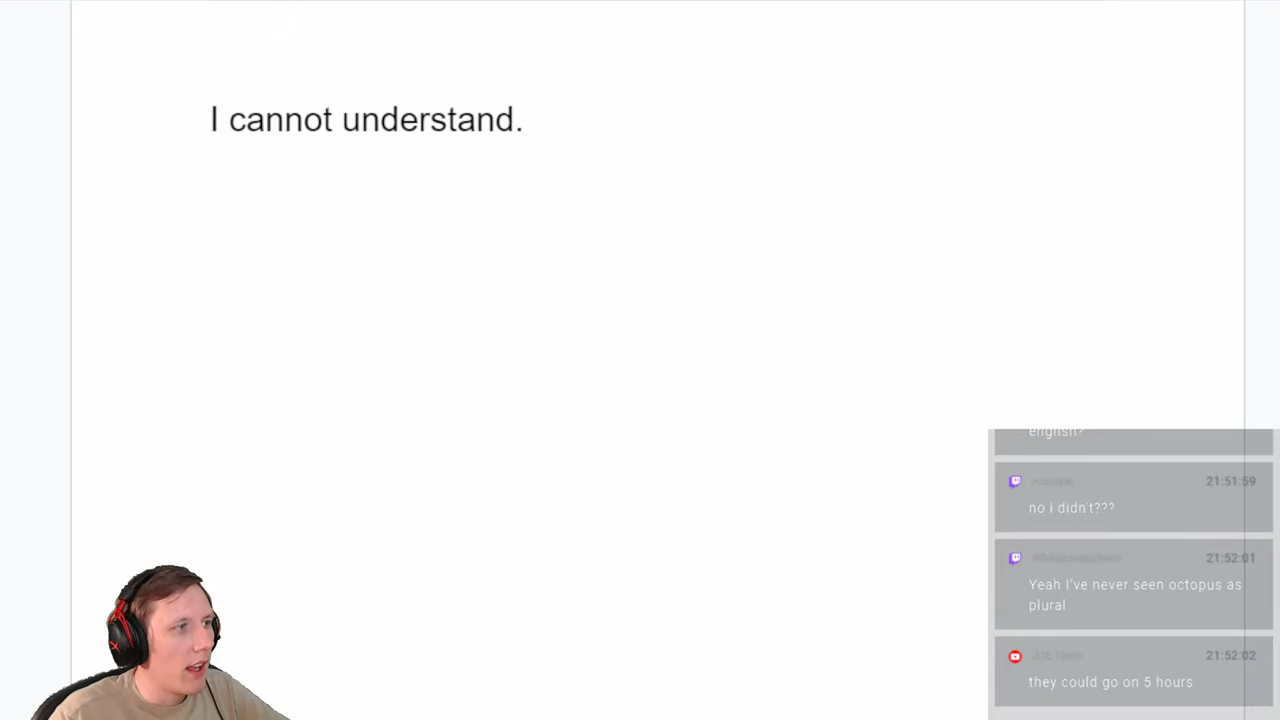 I cannot understand.
english?
21:51:59
no i didn't???
21:52:01
Yeah I've never seen octopus as
plural
21:52:02
they could go on 5 hours